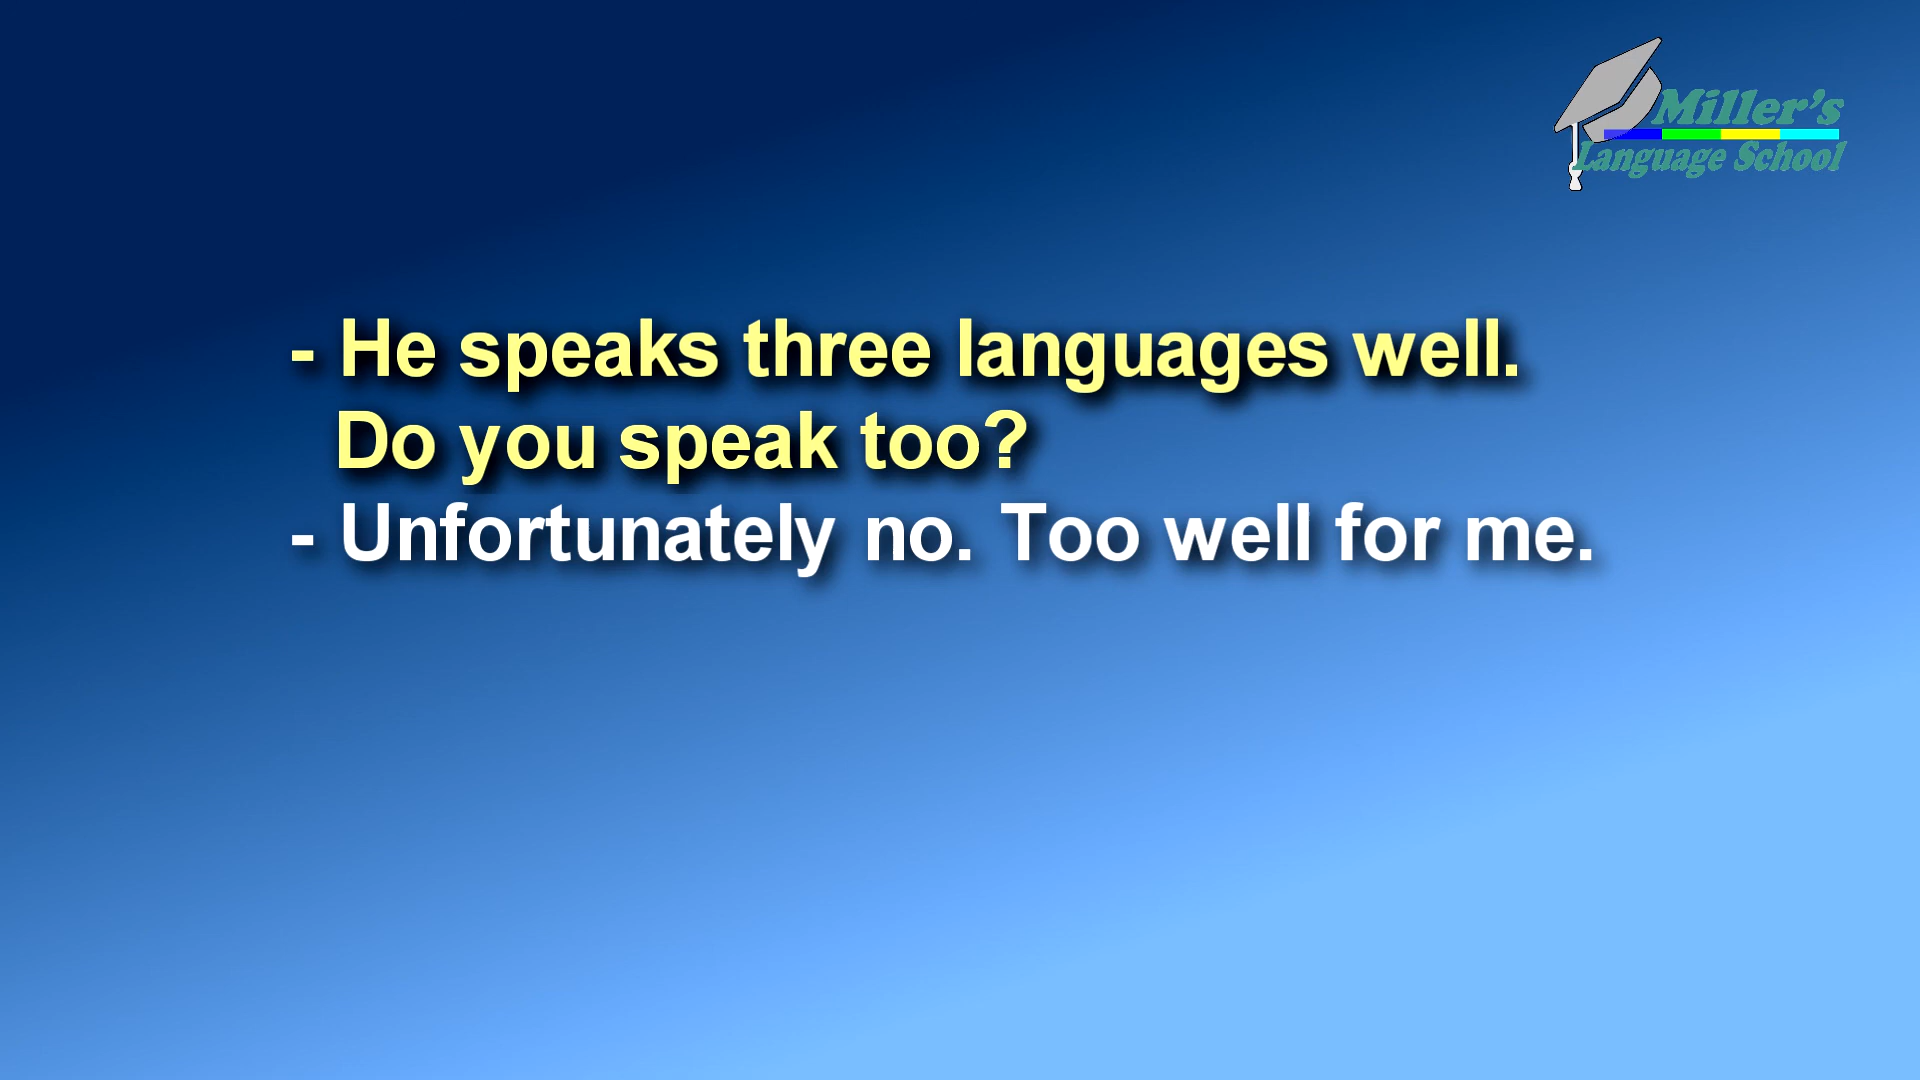 Miller's
Language School
- He speaks three languages well.
Do you speak too?
- Unfortunately no. Too well for me.